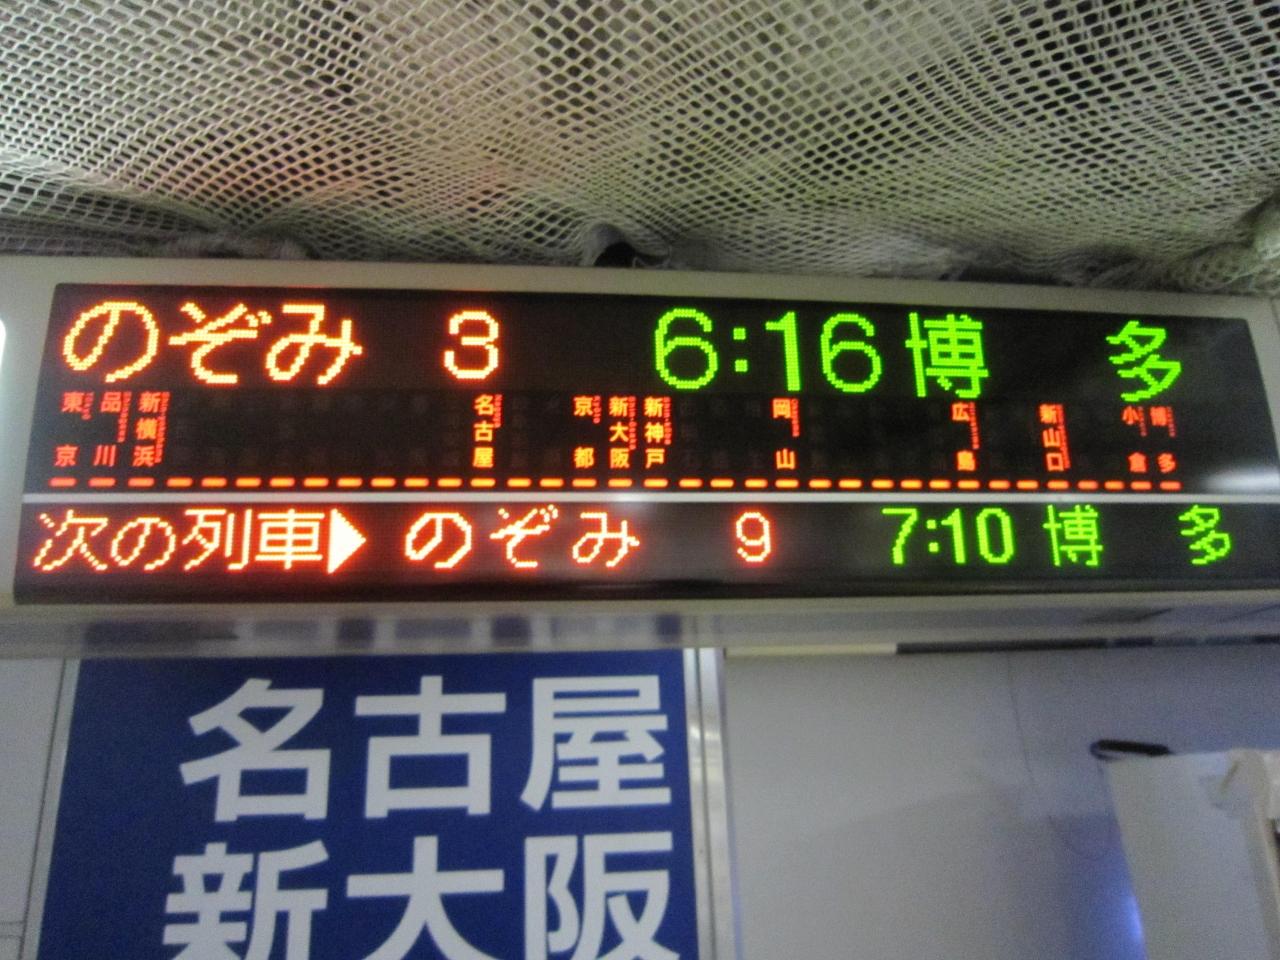 のぞみ 3 6:16 博多
東京 品川 新横浜 名古屋 京都 新大阪 新神戸 岡山 広島 新山口 小倉 博多
次の列車▶ のぞみ 9 7:10 博多
名古屋
新大阪